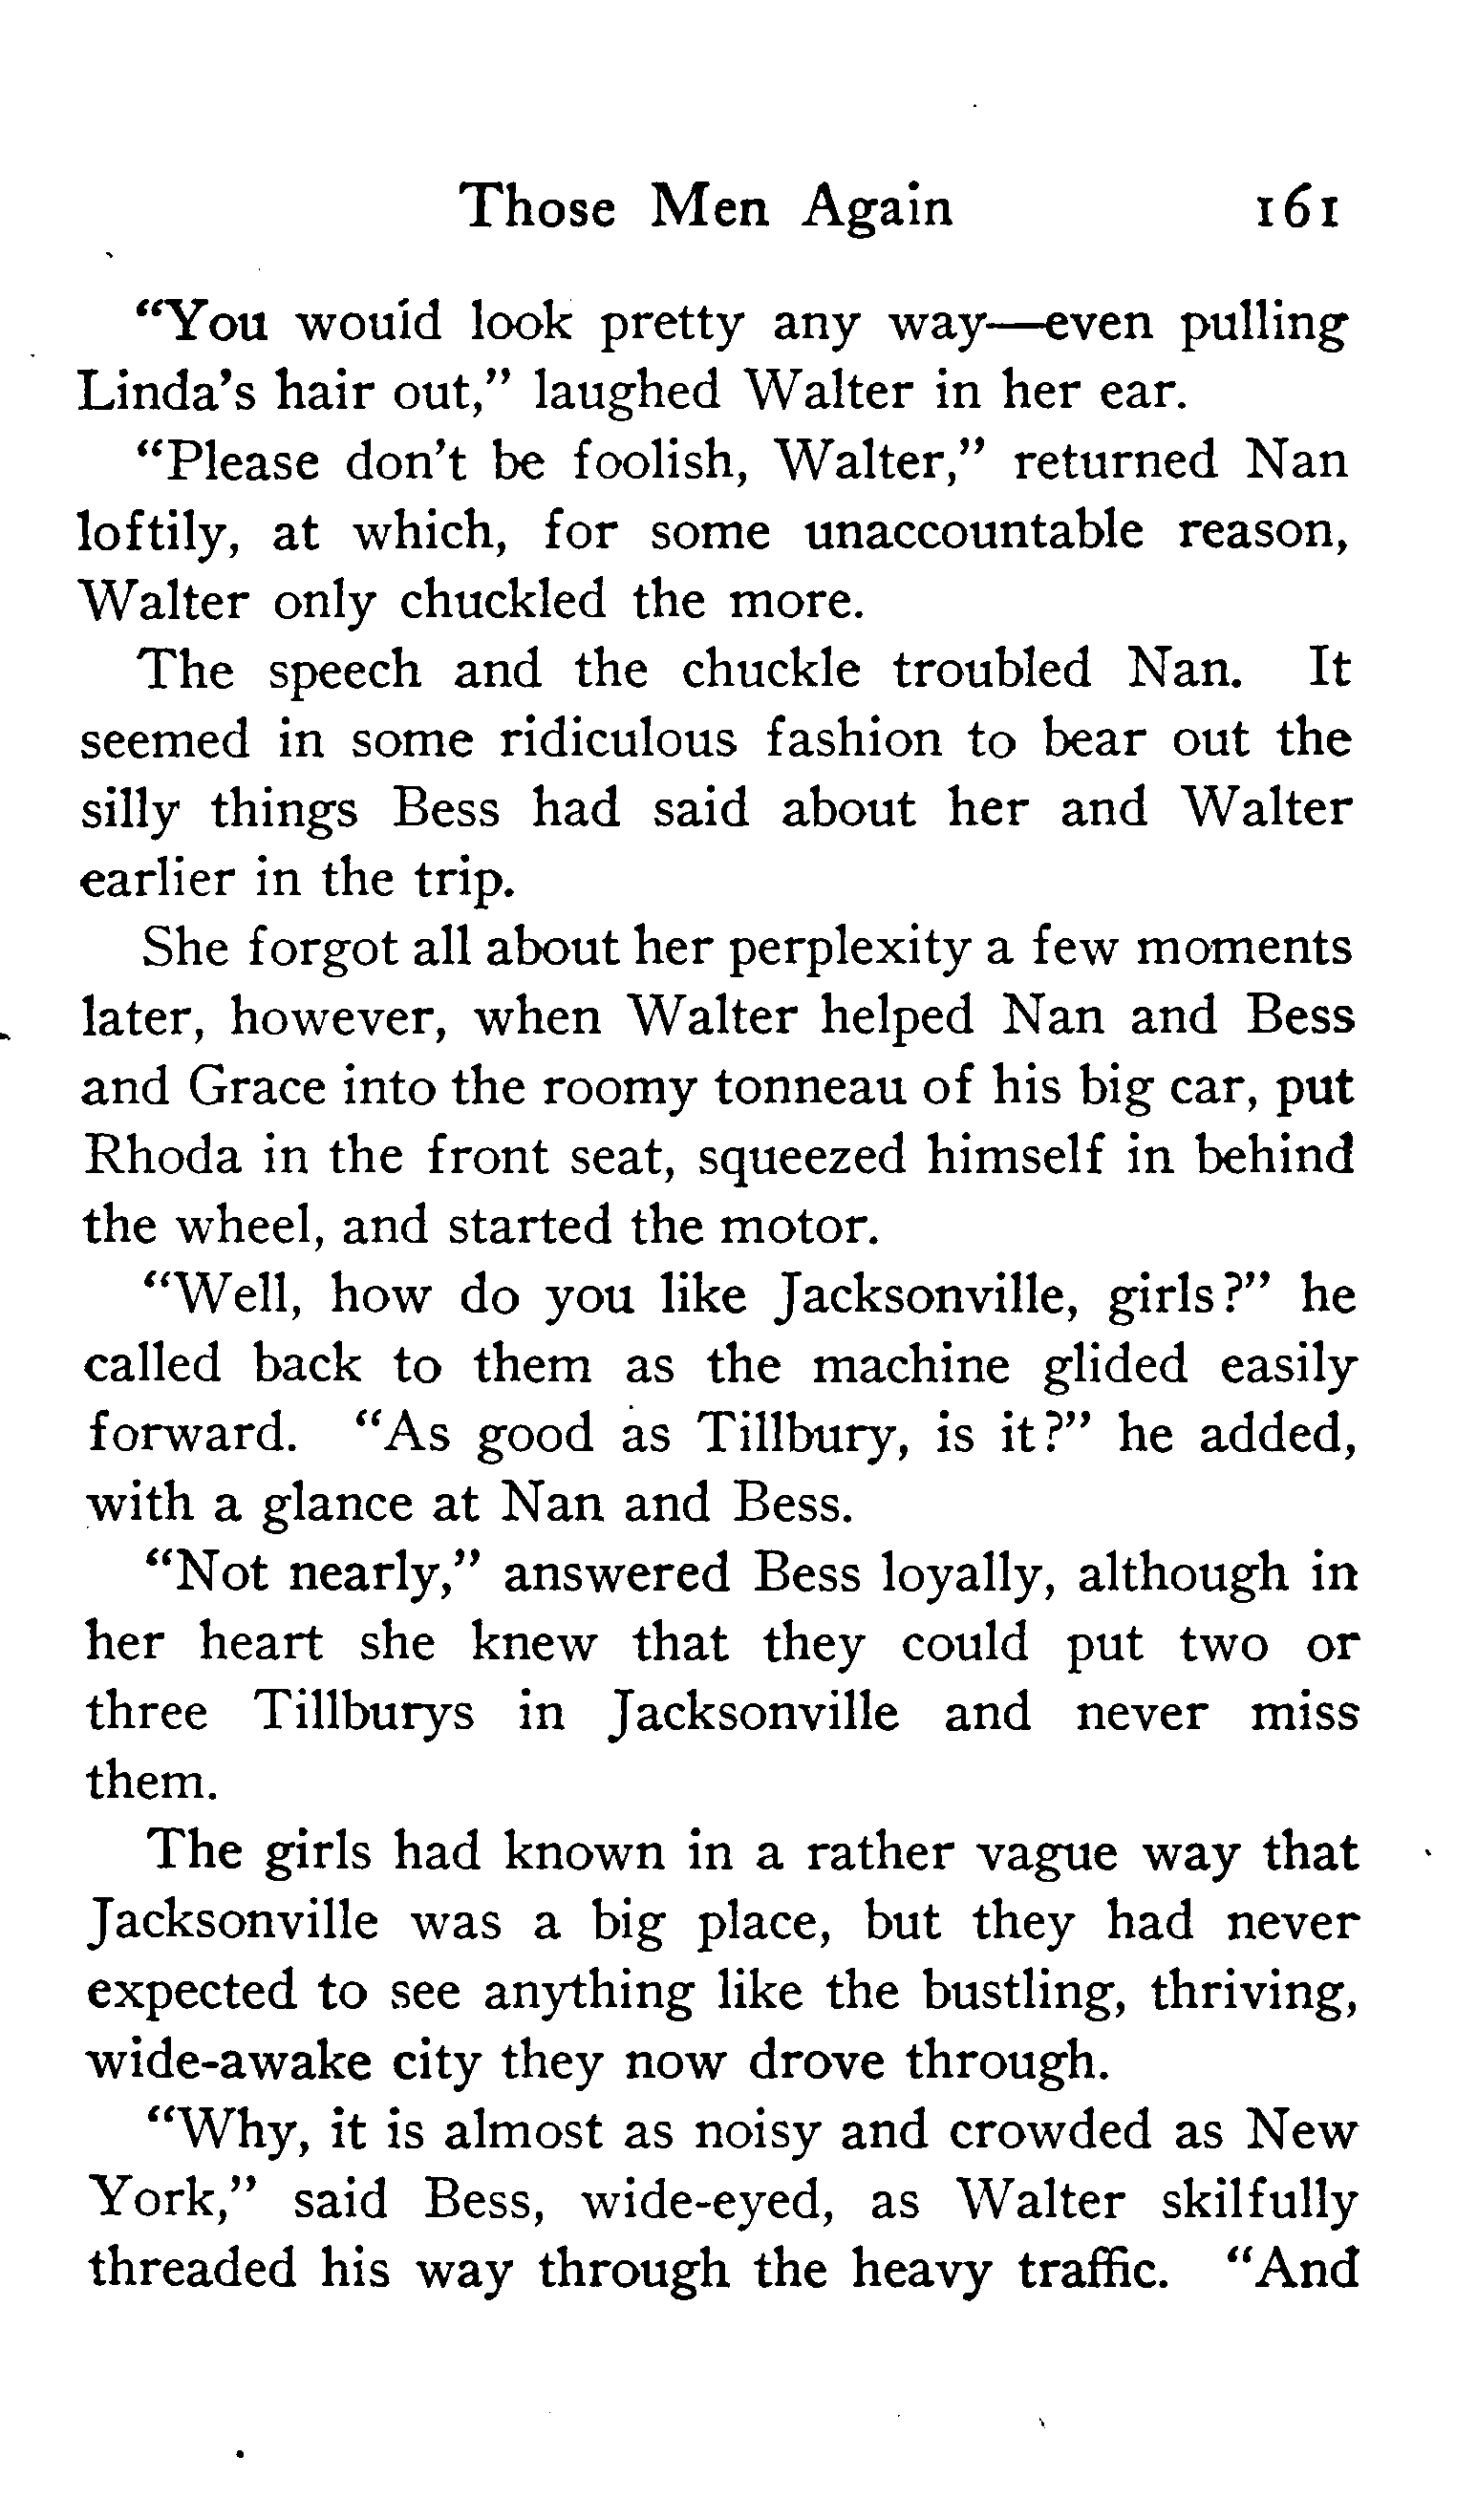 Those Men Again 161
“You would look pretty any way—even pulling
Linda’s hair out,” laughed Walter in her ear.
“Please don’t be foolish, Walter,” returned Nan
loftily, at which, for some unaccountable reason,
Walter only chuckled the more.
The speech and the chuckle troubled Nan. It
seemed in some ridiculous fashion to bear out the
silly things Bess had said about her and Walter
earlier in the trip.
She forgot all about her perplexity a few moments
later, however, when Walter helped Nan and Bess
and Grace into the roomy tonneau of his big car, put
Rhoda in the front seat, squeezed himself in behind
the wheel, and started the motor.
“Well, how do you like Jacksonville, girls?” he
called back to them as the machine glided easily
forward. “As good as Tillbury, is it?” he added,
with a glance at Nan and Bess.
“Not nearly,” answered Bess loyally, although in
her heart she knew that they could put two or
three Tillburys in Jacksonville and never miss
them.
The girls had known in a rather vague way that
Jacksonville was a big place, but they had never
expected to see anything like the bustling, thriving,
wide-awake city they now drove through.
“Why, it is almost as noisy and crowded as New
York,” said Bess, wide-eyed, as Walter skilfully
threaded his way through the heavy traffic. “And